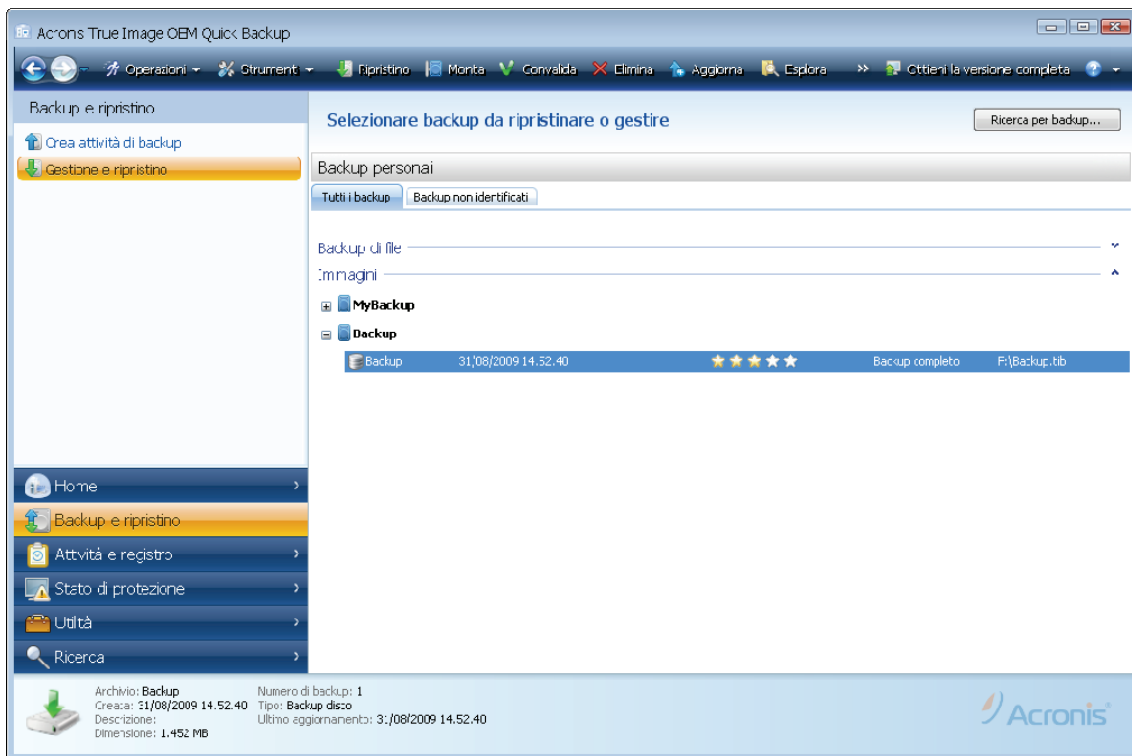 Acronis True Image OEM Quick Backup
Operazioni Strumenti Ripristino Monta Convalida Elimina Aggiorna Esplora >> Ottieni la versione completa
Backup e ripristino
Crea attività di backup
Gestione e ripristino
Selezionare backup da ripristinare o gestire
Ricerca per backup...
Backup personai
Tutti i backup Backup non identificati
Backup di file
Immagini
MyBackup
Backup
Backup 31/08/2009 14.52.40 Backup completo F:\Backup.tib
Home
Backup e ripristino
Attività e registro
Stato di protezione
Utilità
Ricerca
Archivio: Backup Numero di backup: 1
Creata: 31/08/2009 14.52.40 Tipo: Backup disco
Descrizione: Ultimo aggiornamento: 31/08/2009 14.52.40
Dimensione: 1.452 MB
Acronis